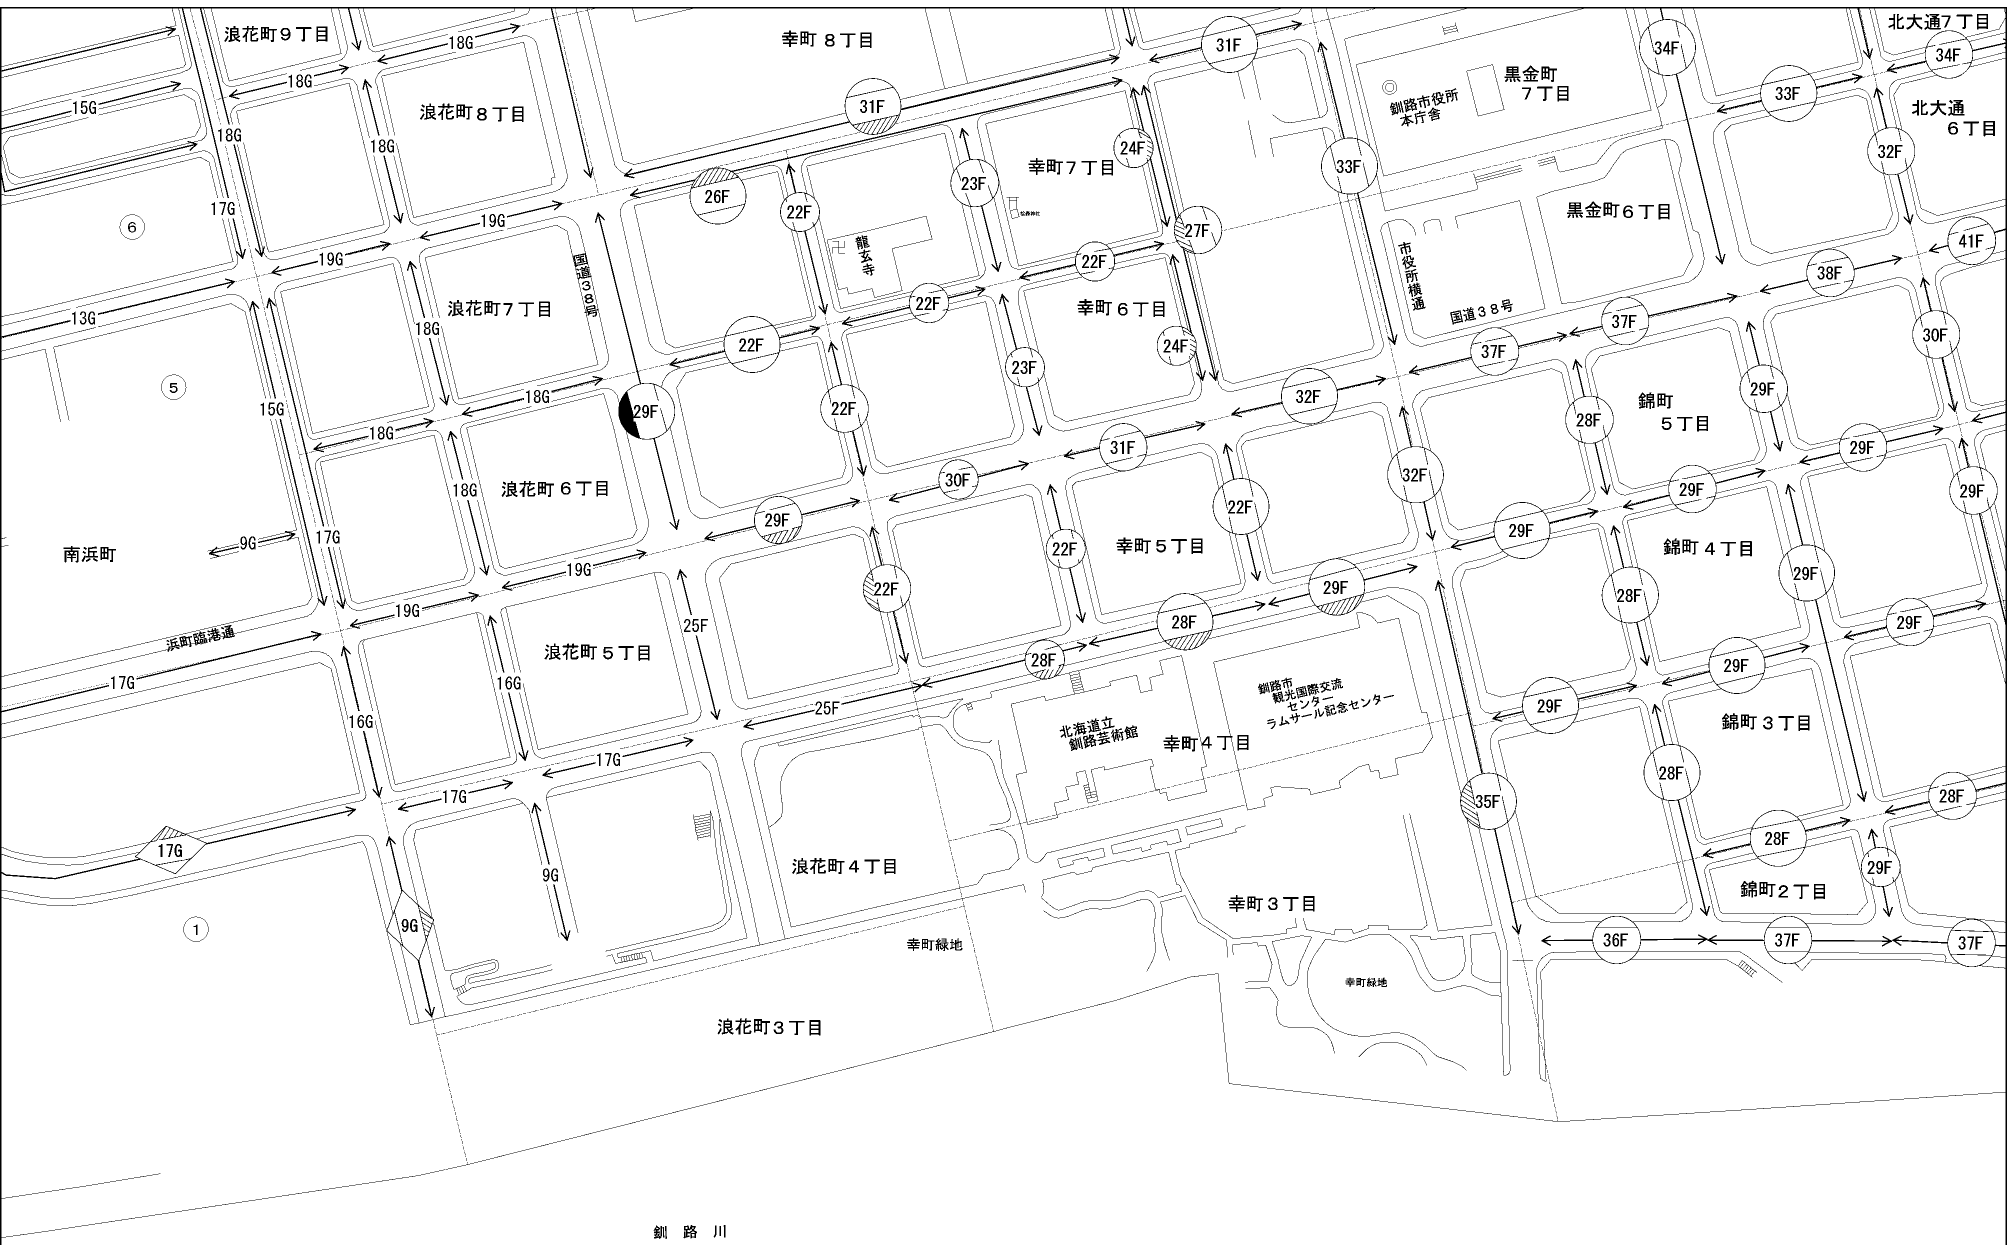 浪花町９丁目
18G
幸町８丁目
31F
34F
北大通７丁目
34F
18G
15G
31F
黒金町
７丁目
33F
釧路市役所
本庁舎
北大通
６丁目
浪花町８丁目
18G
18G
24F
幸町７丁目
33F
32F
26F
23F
22F
17G
19G
27F
黒金町６丁目
41F
⑥
19G
龍玄寺
22F
国道３８号
市役所横通
38F
13G
浪花町７丁目
18G
22F
幸町６丁目
国道３８号
37F
37F
30F
22F
24F
⑤
18G
23F
29F
28F
29F
錦町
５丁目
15G
29F
22F
32F
18G
31F
29F
浪花町６丁目
18G
30F
32F
29F
29F
22F
29F
29F
南浜町
9G
17G
幸町５丁目
22F
錦町４丁目
29F
19G
22F
29F
28F
19G
25F
28F
29F
浜町臨港通
浪花町５丁目
28F
29F
17G
16G
16G
25F
釧路市
観光国際交流
センター
ラムサール記念センター
29F
北海道立
釧路芸術館
幸町４丁目
錦町３丁目
17G
17G
28F
35F
28F
17G
9G
浪花町４丁目
28F
29F
9G
幸町３丁目
錦町２丁目
①
幸町緑地
36F
37F
37F
幸町緑地
浪花町３丁目
釧路川